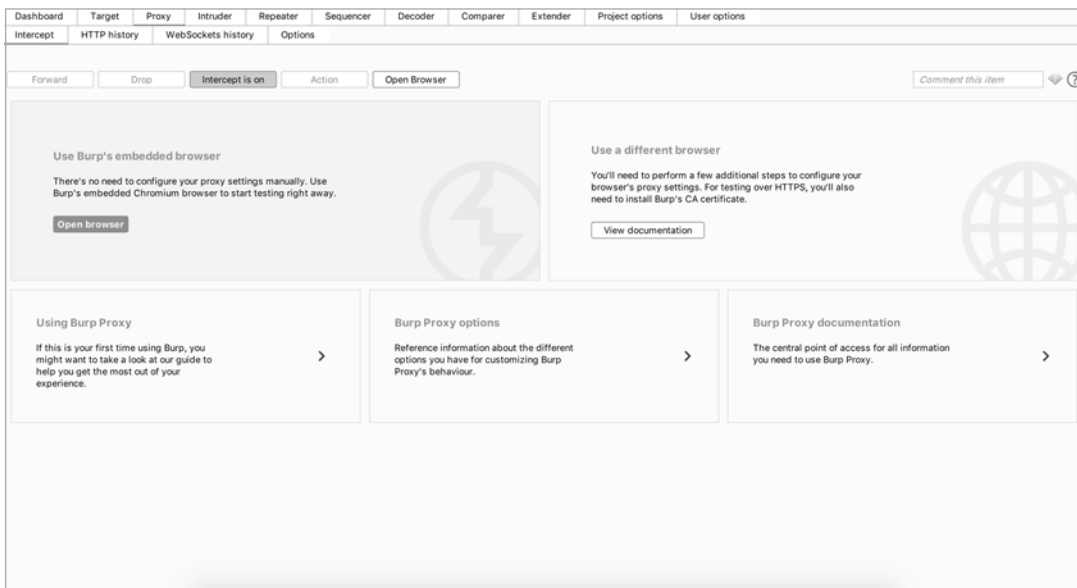 Dashboard Target Proxy Intruder Repeater Sequencer Decoder Comparer Extender Project options User options
Intercept HTTP history WebSockets history Options
Forward Drop Intercept is on Action Open Browser Comment this item ?
Use Burp's embedded browser
There's no need to configure your proxy settings manually. Use
Burp's embedded Chromium browser to start testing right away.
Open browser
Use a different browser
You'll need to perform a few additional steps to configure your
browser's proxy settings. For testing over HTTPS, you'll also
need to install Burp's CA certificate.
View documentation
Using Burp Proxy
If this is your first time using Burp, you
might want to take a look at our guide to
help you get the most out of your
experience.
Burp Proxy options
Reference information about the different
options you have for customizing Burp
Proxy's behaviour.
Burp Proxy documentation
The central point of access for all information
you need to use Burp Proxy.